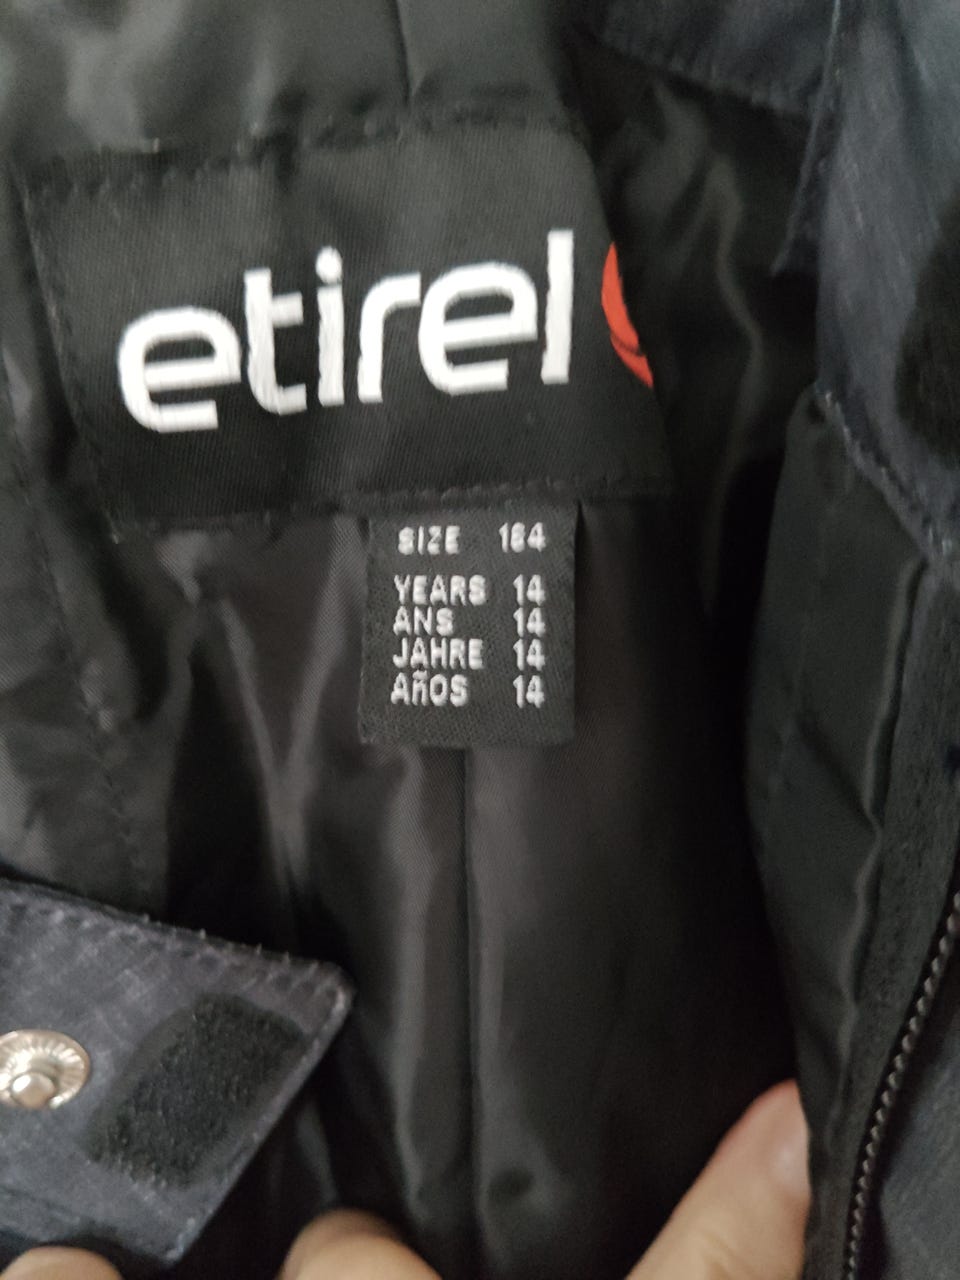 etirel
SIZE 164
YEARS 14
ANS 14
JAHRE 14
AÑOS 14